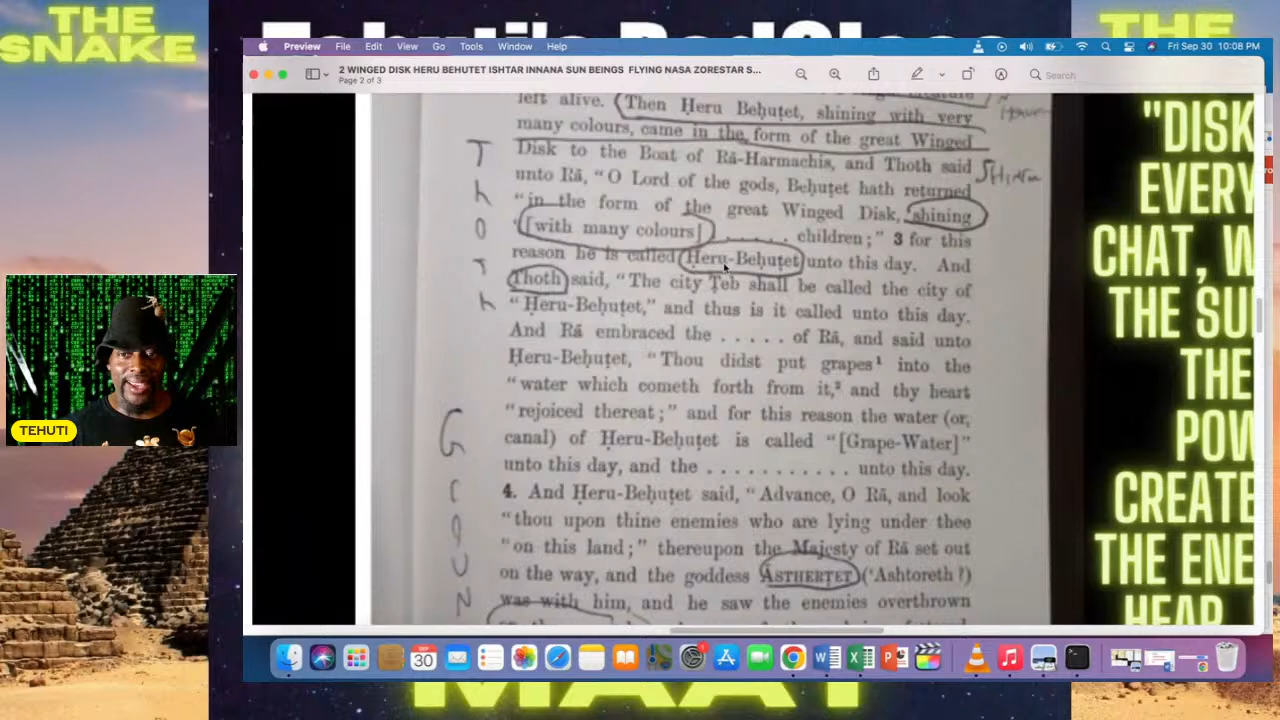 THE
SNAKE
THE
Preview File Edit View Go Tools Window Help
Fri Sep 30 10:08 PM
2 WINGED DISK HERU BEHUTET ISHTAR INNANA SUN BEINGS FLYING NASA ZORESTAR S...
Page 2 of 3
Search
left alive. Then Ḥeru Beḥuṭet, shining with very
many colours, came in the form of the great Winged
Disk to the Boat of Rā-Harmachis, and Thoth said
unto Rā, “O Lord of the gods, Beḥuṭet hath returned
“in the form of the great Winged Disk, shining
“[with many colours] . . . . . . children;” 3 for this
reason he is called Ḥeru-Beḥuṭet unto this day. And
Thoth said, “The city Ṭeb shall be called the city of
“Ḥeru-Beḥuṭet,” and thus is it called unto this day.
And Rā embraced the . . . . . of Rā, and said unto
Ḥeru-Beḥuṭet, “Thou didst put grapes¹ into the
“water which cometh forth from it,² and thy heart
“rejoiced thereat;” and for this reason the water (or,
canal) of Ḥeru-Beḥuṭet is called “[Grape-Water]”
unto this day, and the . . . . . . . . . . . unto this day.
4. And Ḥeru-Beḥuṭet said, “Advance, O Rā, and look
“thou upon thine enemies who are lying under thee
“on this land;” thereupon the Majesty of Rā set out
on the way, and the goddess ĀSTHERṬET (‘Ashtoreth ?)
was with him, and he saw the enemies overthrown
T
h
O
T
h
"DISK
EVERY
CHAT, W
THE SU
THE
POW
CREATE
THE ENE
HEAR
TEHUTI
SEP
30
MAAT